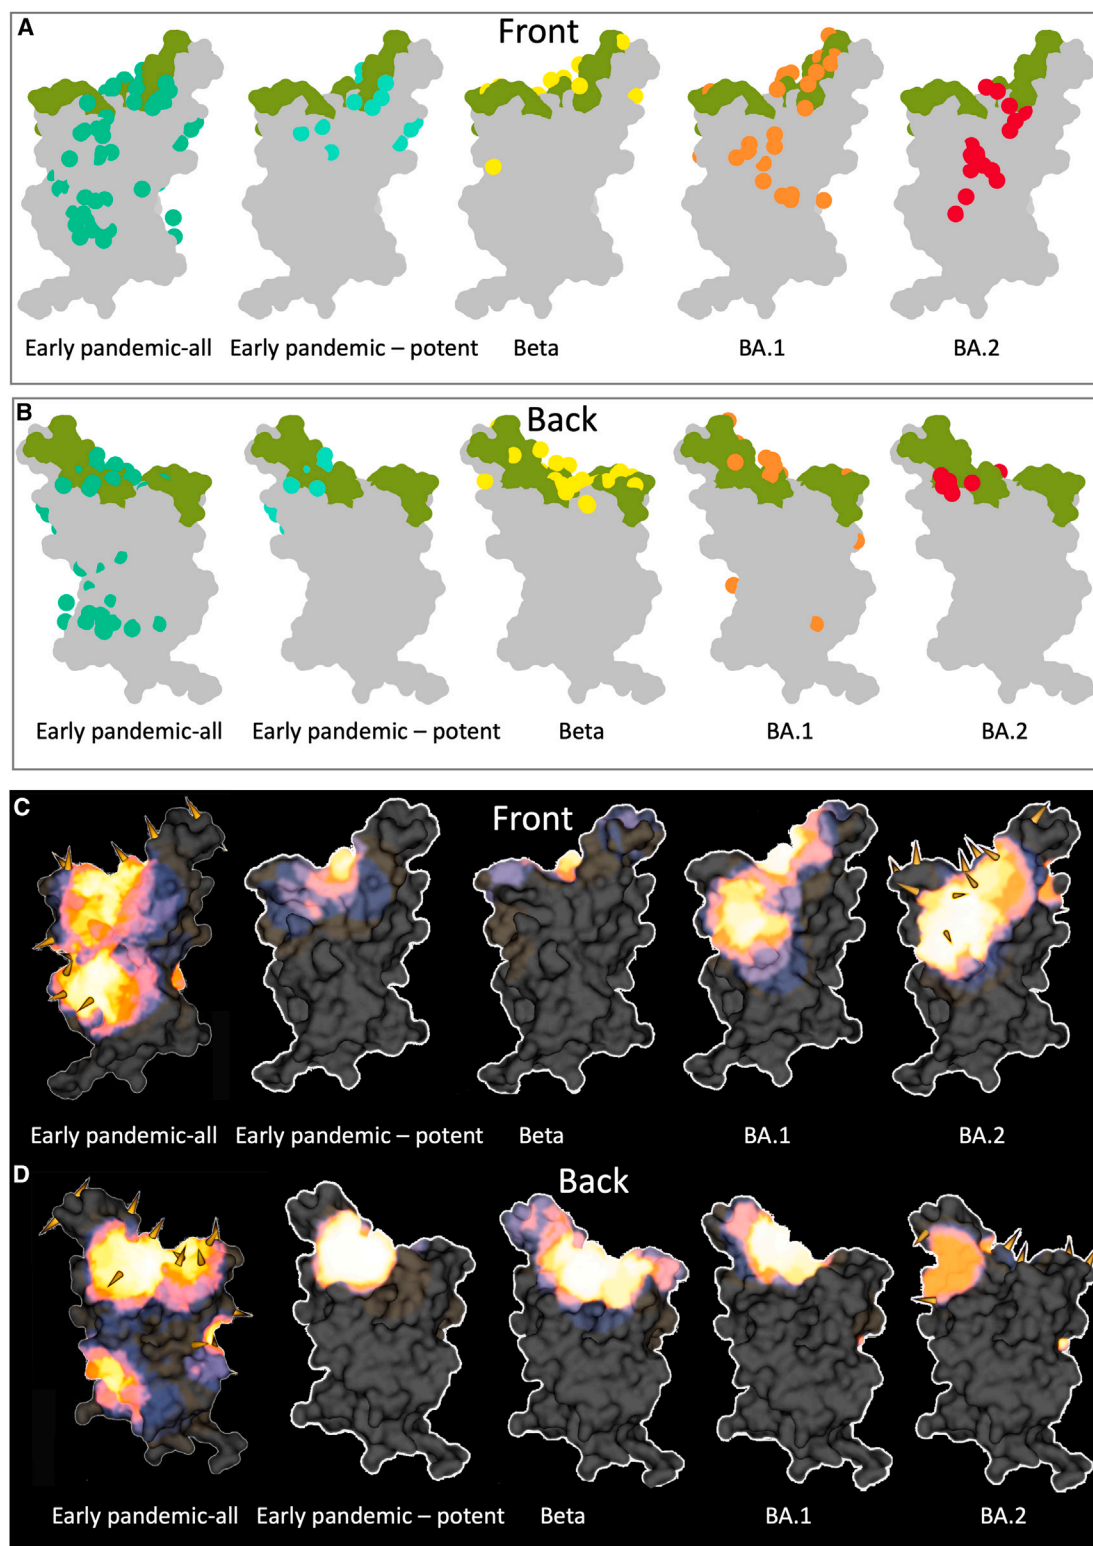 A
Front
Early pandemic-all
Early pandemic – potent
Beta
BA.1
BA.2
B
Back
Early pandemic-all
Early pandemic – potent
Beta
BA.1
BA.2
C
Front
Early pandemic-all
Early pandemic – potent
Beta
BA.1
BA.2
D
Back
Early pandemic-all
Early pandemic – potent
Beta
BA.1
BA.2